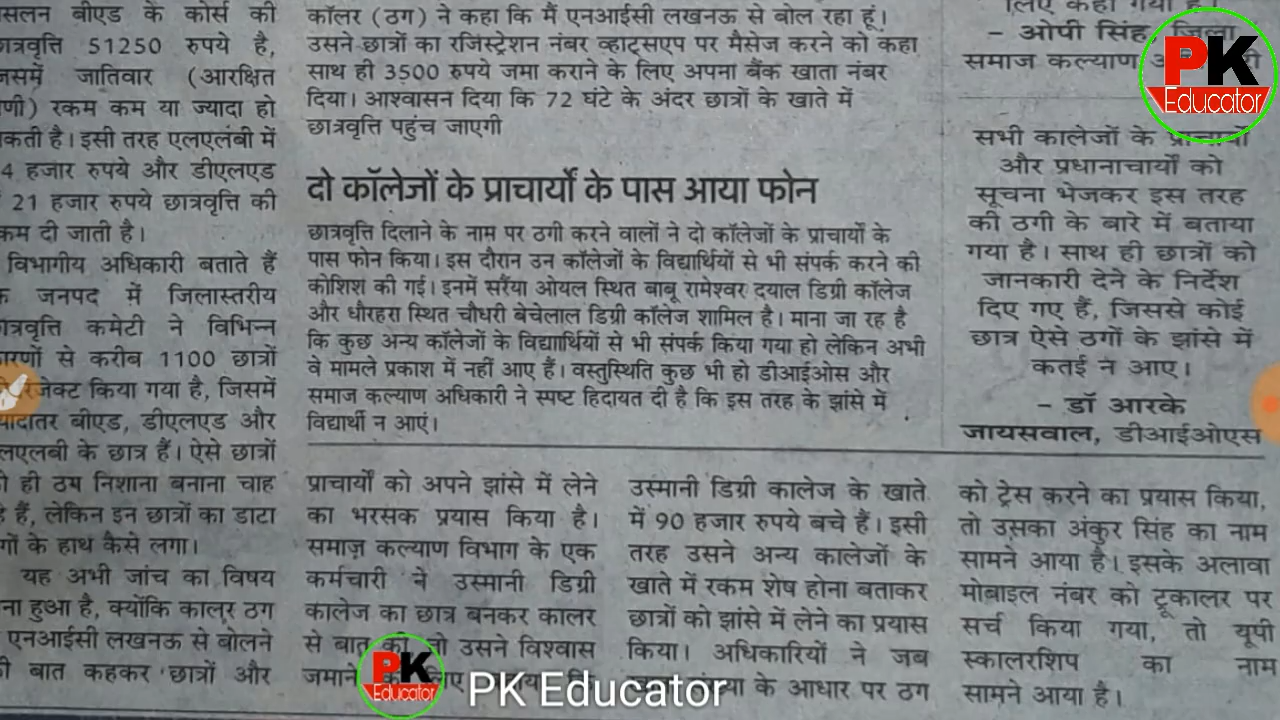 सलन बीएड के कोर्स की
ात्रवृत्ति 51250 रुपये है,
जसमें जातिवार (आरक्षित
णी) रकम कम या ज्यादा हो
कती है। इसी तरह एलएलंबी में
4 हजार रुपये और डीएलएड
21 हजार रुपये छात्रवृत्ति की
कम दी जाती है।
विभागीय अधिकारी बताते हैं
क जनपद में जिलास्तरीय
ात्रवृत्ति कमेटी ने विभिन्न
ारणों से करीब 1100 छात्रों
रिजेक्ट किया गया है, जिसमें
यादातर बीएड, डीएलएड और
लएलबी के छात्र हैं। ऐसे छात्रों
ो ही ठग निशाना बनाना चाह
हे हैं, लेकिन इन छात्रों का डाटा
गों के हाथ कैसे लगा।
यह अभी जांच का विषय
ना हुआ है, क्योंकि कालर ठग
एनआईसी लखनऊ से बोलने
ी बात कहकर छात्रों और
कॉलर (ठग) ने कहा कि मैं एनआईसी लखनऊ से बोल रहा हूं।
उसने छात्रों का रजिस्ट्रेशन नंबर व्हाट्सएप पर मैसेज करने को कहा
साथ ही 3500 रुपये जमा कराने के लिए अपना बैंक खाता नंबर
दिया। आश्वासन दिया कि 72 घंटे के अंदर छात्रों के खाते में
छात्रवृत्ति पहुंच जाएगी
दो कॉलेजों के प्राचार्यों के पास आया फोन
छात्रवृत्ति दिलाने के नाम पर ठगी करने वालों ने दो कॉलेजों के प्राचार्यों के
पास फोन किया। इस दौरान उन कॉलेजों के विद्यार्थियों से भी संपर्क करने की
कोशिश की गई। इनमें सरैंया ओयल स्थित बाबू रामेश्वर दयाल डिग्री कॉलेज
और धौरहरा स्थित चौधरी बेचेलाल डिग्री कॉलेज शामिल है। माना जा रहा है
कि कुछ अन्य कॉलेजों के विद्यार्थियों से भी संपर्क किया गया हो लेकिन अभी
वे मामले प्रकाश में नहीं आए हैं। वस्तुस्थिति कुछ भी हो डीआईओस और
समाज कल्याण अधिकारी ने स्पष्ट हिदायत दी है कि इस तरह के झांसे में
विद्यार्थी न आएं।
लिए कहा गया है
– ओपी सिंह, जिला
समाज कल्याण
सभी कालेजों के प्राचार्यों
और प्रधानाचार्यों को
सूचना भेजकर इस तरह
की ठगी के बारे में बताया
गया है। साथ ही छात्रों को
जानकारी देने के निर्देश
दिए गए हैं, जिससे कोई
छात्र ऐसे ठगों के झांसे में
कतई न आए।
– डॉ आरके
जायसवाल, डीआईओएस
प्राचार्यों को अपने झांसे में लेने
का भरसक प्रयास किया है।
समाज़ कल्याण विभाग के एक
कर्मचारी ने उस्मानी डिग्री
कालेज का छात्र बनकर कालर
से बात की तो उसने विश्वास
जमाने के लिए
उस्मानी डिग्री कालेज के खाते
में 90 हजार रुपये बचे हैं। इसी
तरह उसने अन्य कालेजों के
खाते में रकम शेष होना बताकर
छात्रों को झांसे में लेने का प्रयास
किया। अधिकारियों ने जब
के आधार पर ठग
को ट्रेस करने का प्रयास किया,
तो उसका अंकुर सिंह का नाम
सामने आया है। इसके अलावा
मोबाइल नंबर को ट्रूकालर पर
सर्च किया गया, तो यूपी
स्कालरशिप का नाम
सामने आया है।
PK
Educator
PK
Educator
PK Educator